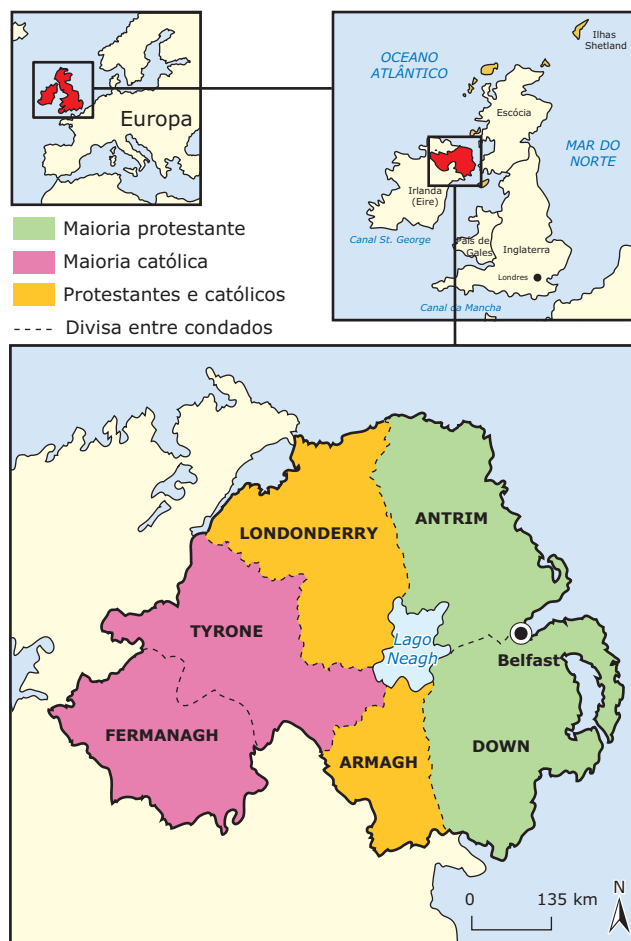 Europa
Ilhas
Shetland
OCEANO
ATLÂNTICO
Escócia
MAR DO
NORTE
Irlanda
(Eire)
Canal St. George
País de
Gales
Inglaterra
Londres
Canal da Mancha
Maioria protestante
Maioria católica
Protestantes e católicos
Divisa entre condados
LONDONDERRY
ANTRIM
TYRONE
Lago
Neagh
Belfast
FERMANAGH
ARMAGH
DOWN
N
0 135 km